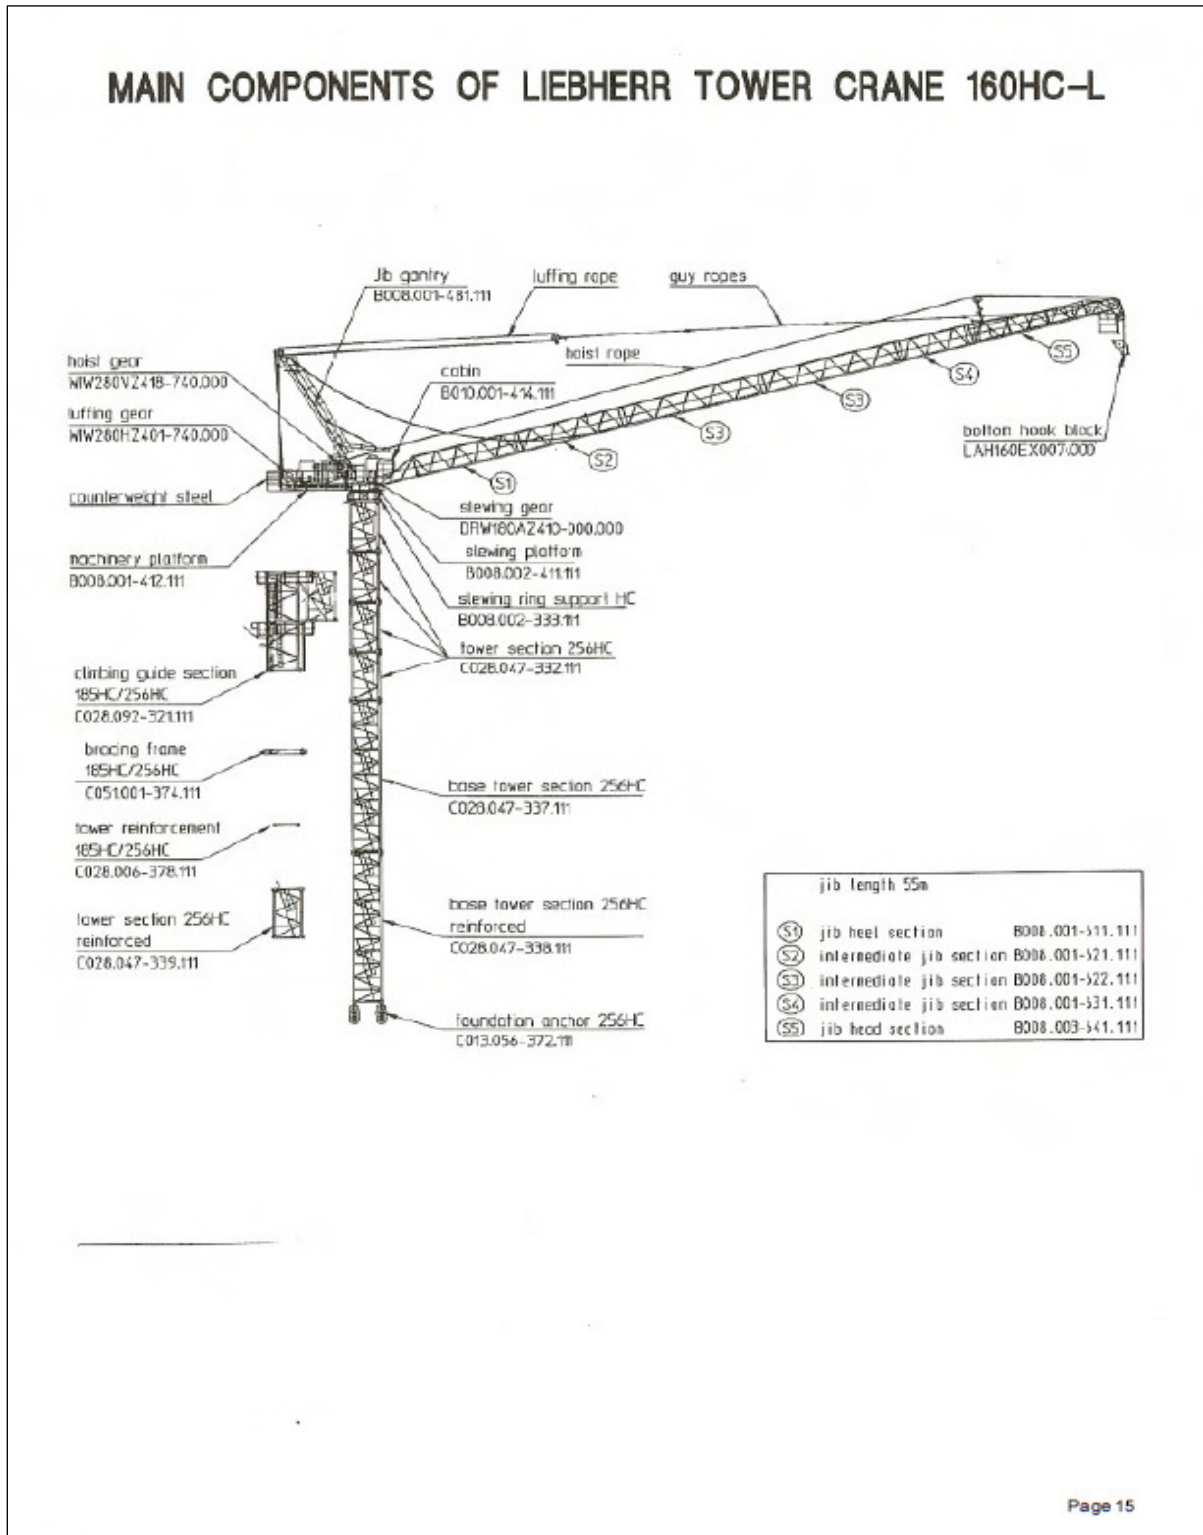 MAIN COMPONENTS OF LIEBHERR TOWER CRANE 160HC-L
Jib gantry
B008.001-481.111
luffing rope
guy ropes
hoist gear
WIW280VZ418-740.000
hoist rope
cabin
B010.001-414.111
luffing gear
WIW280HZ401-740.000
S5
S4
S3
S3
S2
S1
botton hook block
LAH160EX007.000
counterweight steel
slewing gear
DRW180AZ410-000.000
machinery platform
B008.001-412.111
slewing platform
B008.002-411.111
slewing ring support HC
B008.002-333.111
tower section 256HC
C028.047-332.111
climbing guide section
185HC/256HC
C028.092-321.111
bracing frame
185HC/256HC
C051.001-374.111
base tower section 256HC
C028.047-337.111
tower reinforcement
185HC/256HC
C028.006-378.111
tower section 256HC
reinforced
C028.047-339.111
base tower section 256HC
reinforced
C028.047-338.111
foundation anchor 256HC
C013.056-372.111
jib length 55m
S1 jib heel section B008.001-511.111
S2 intermediate jib section B008.001-521.111
S3 intermediate jib section B008.001-522.111
S4 intermediate jib section B008.001-531.111
S5 jib head section B008.003-541.111
Page 15